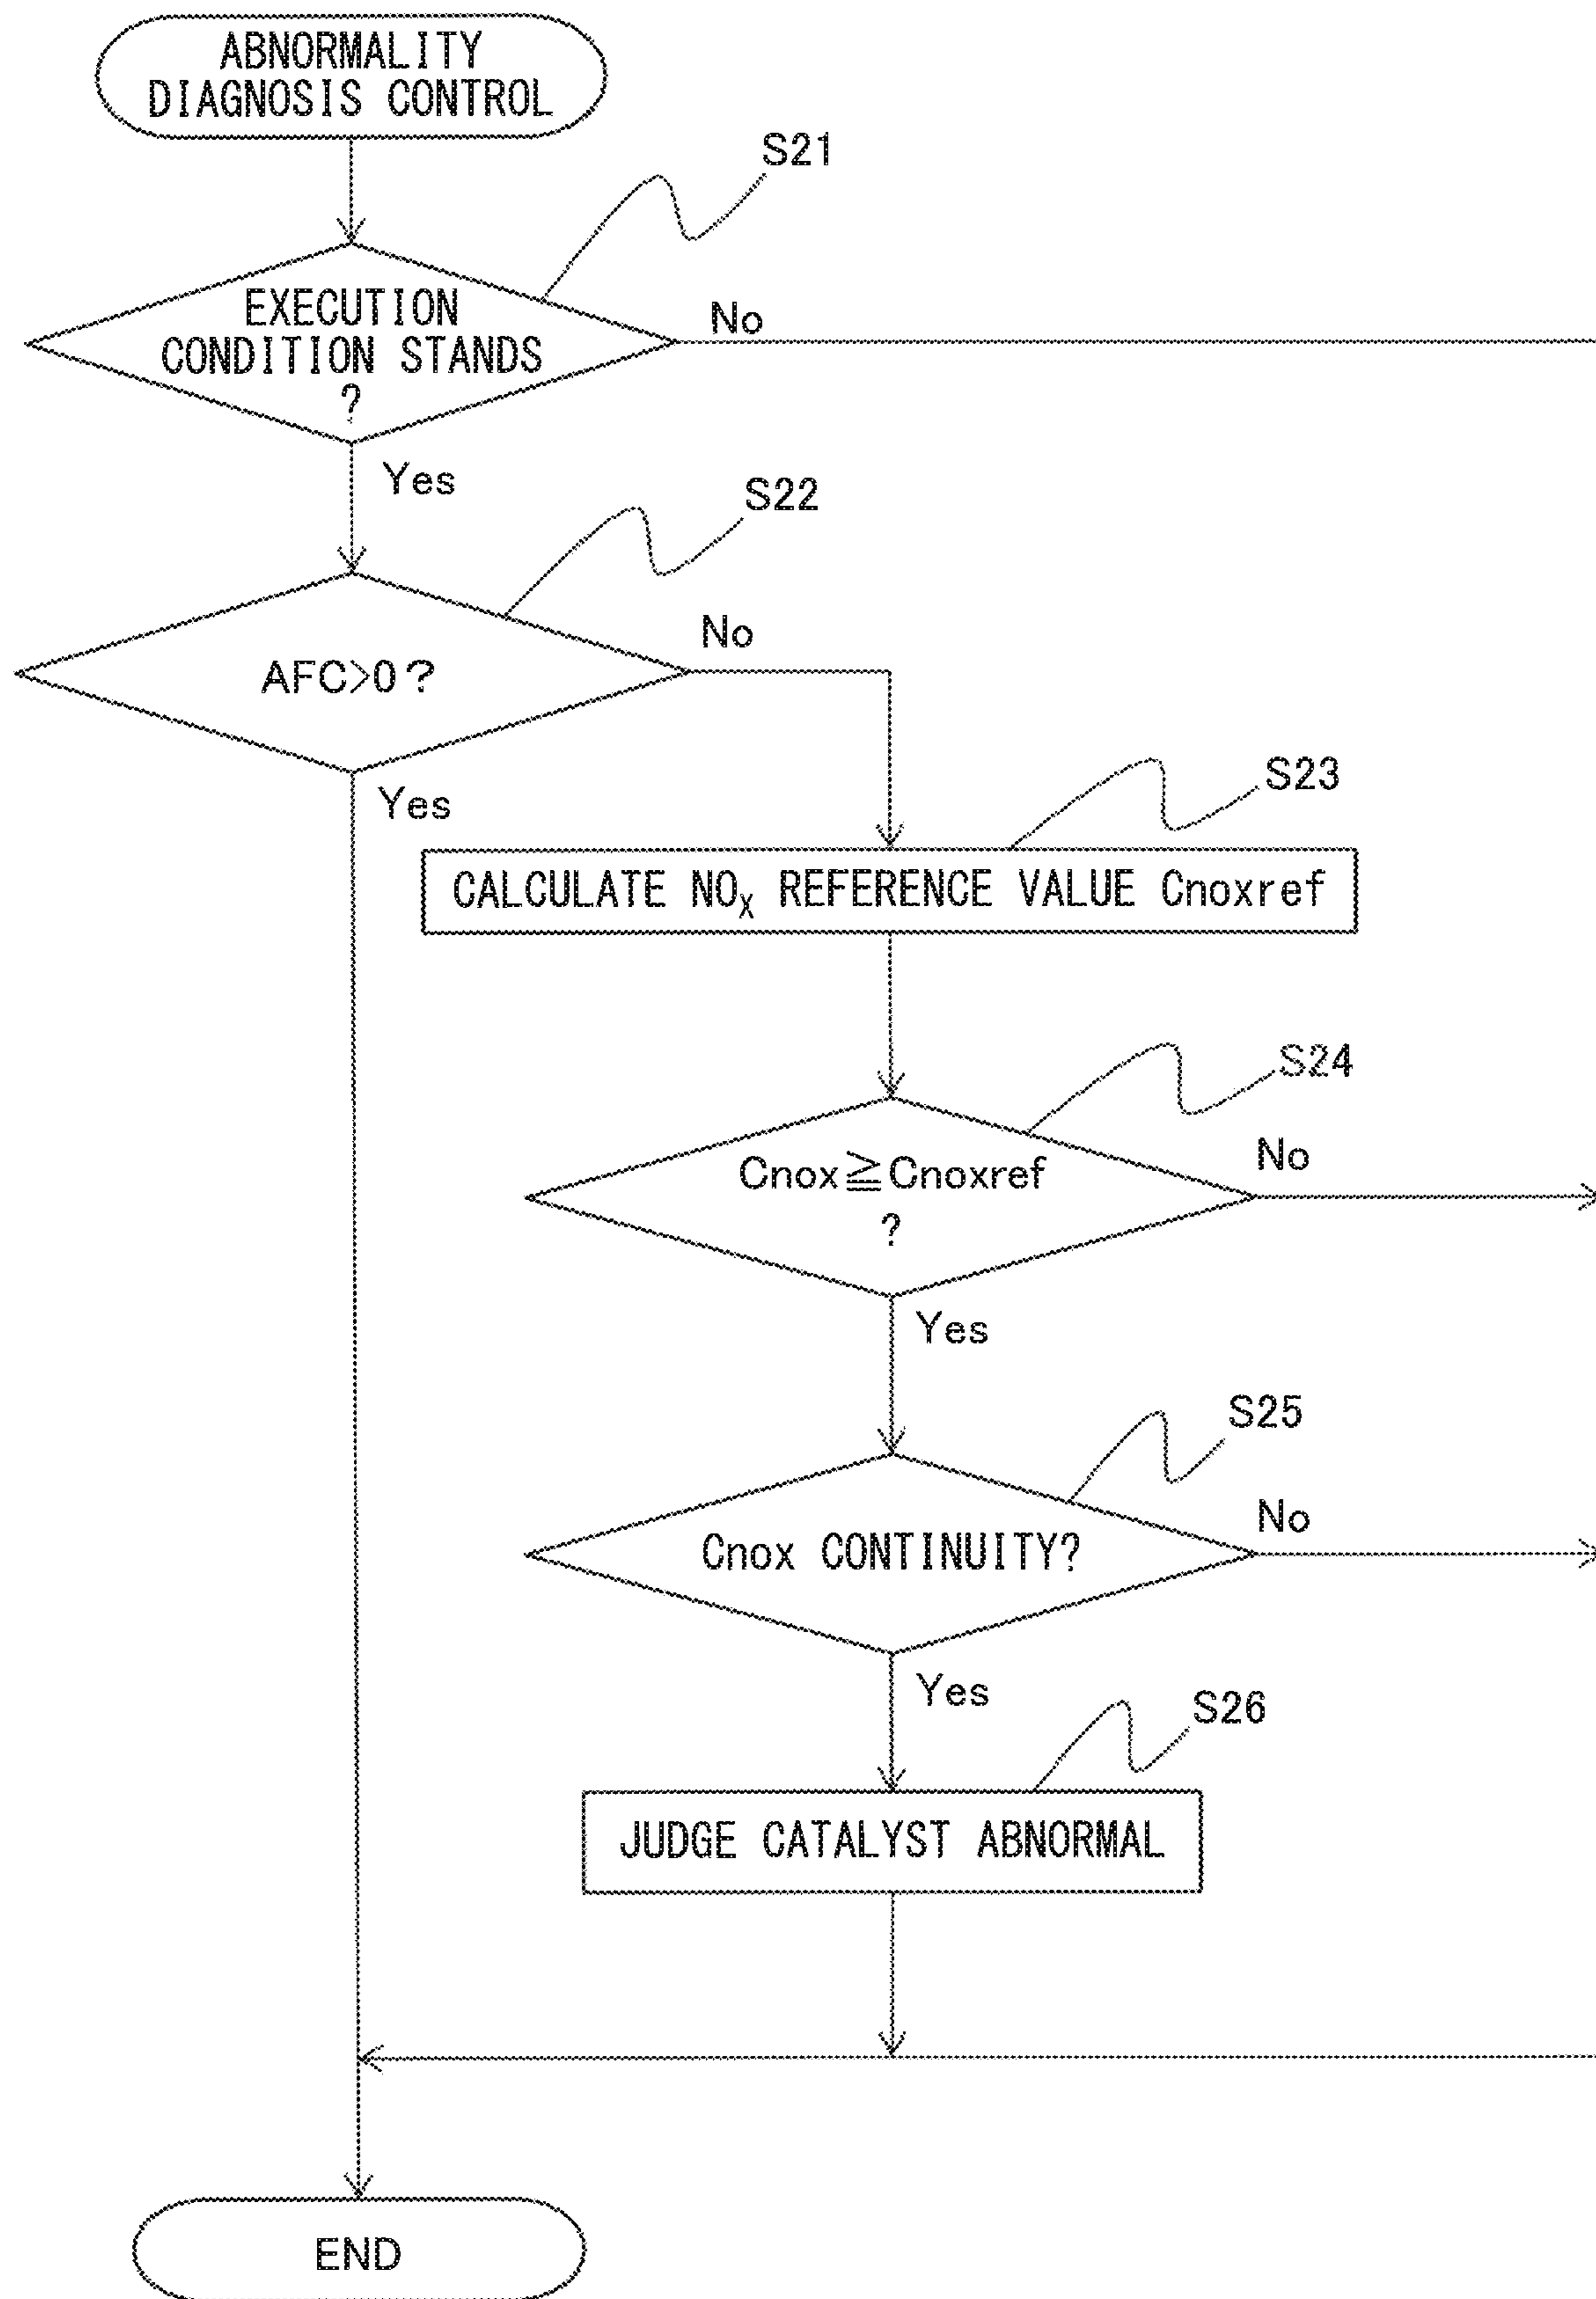 ABNORMALITY
DIAGNOSIS CONTROL
S21
EXECUTION
CONDITION STANDS
?
No
Yes
S22
AFC>0?
No
Yes
S23
CALCULATE NOX REFERENCE VALUE Cnoxref
S24
Cnox≧Cnoxref
?
No
Yes
S25
Cnox CONTINUITY?
No
Yes
S26
JUDGE CATALYST ABNORMAL
END